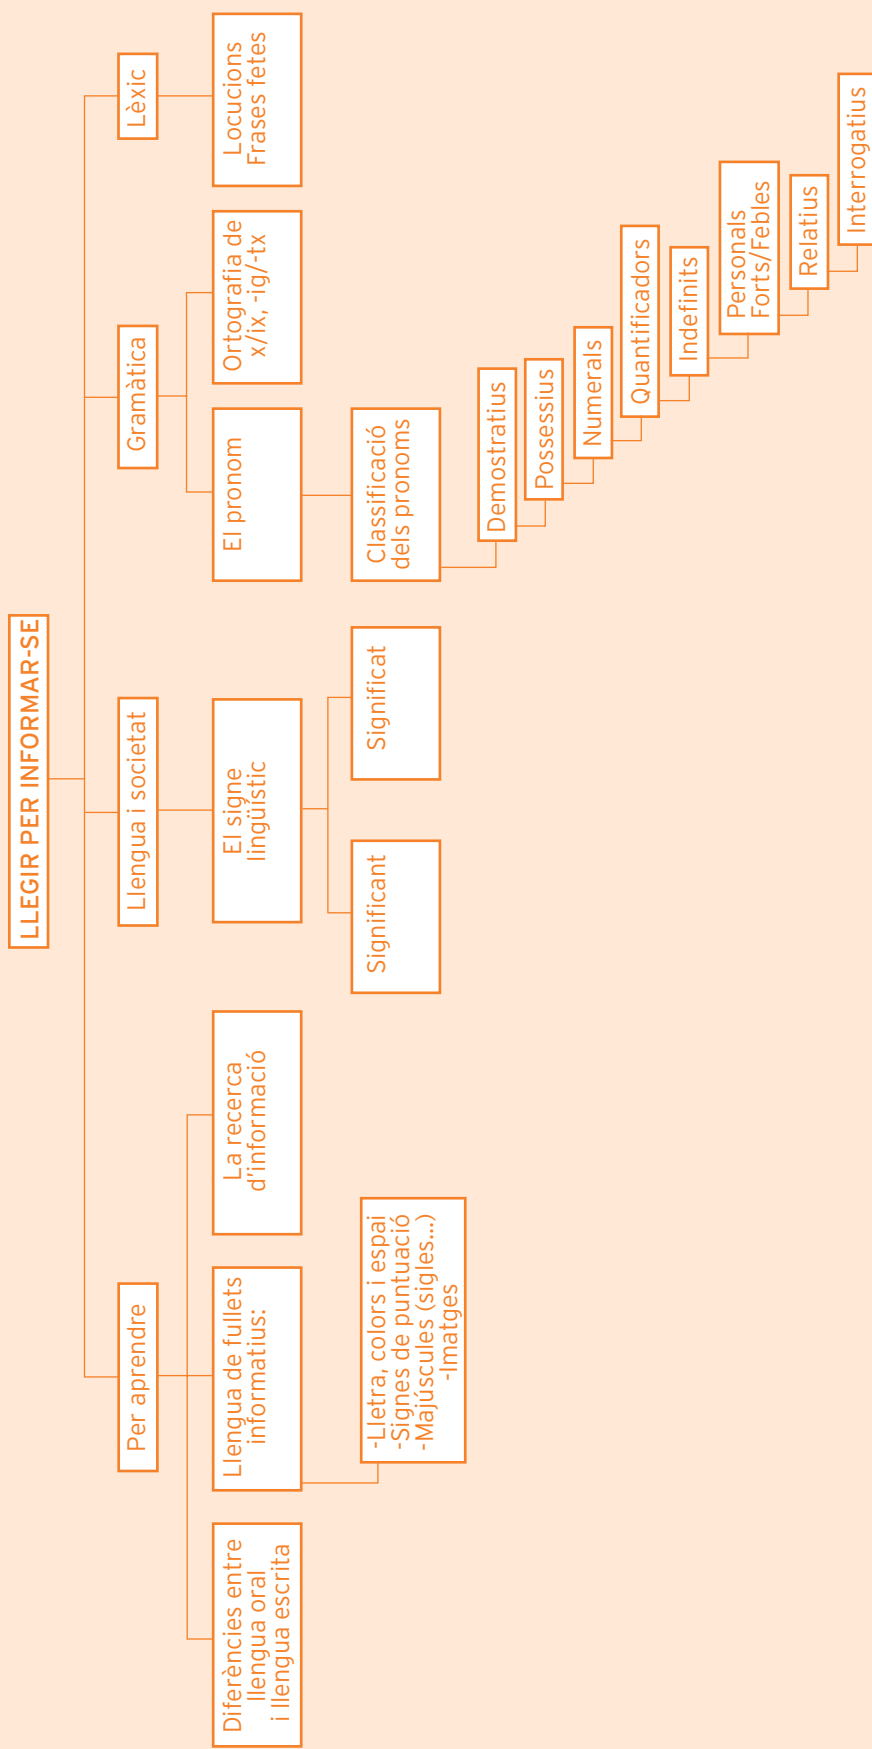 LLEGIR PER INFORMAR-SE
Per aprendre
Llengua i societat
Gramàtica
Lèxic
Diferències entre
llengua oral
i llengua escrita
Llengua de fullets
informatius:
-Lletra, colors i espai
-Signes de puntuació
-Majúscules (sigles...)
-Imatges
La recerca
d'informació
El signe
lingüístic
Significant
Significat
El pronom
Classificació
dels pronoms
Demostratius
Possessius
Numerals
Quantificadors
Indefinits
Personals
Forts/Febles
Relatius
Interrogatius
Ortografia de
x/ix, -ig/-tx
Locucions
Frases fetes